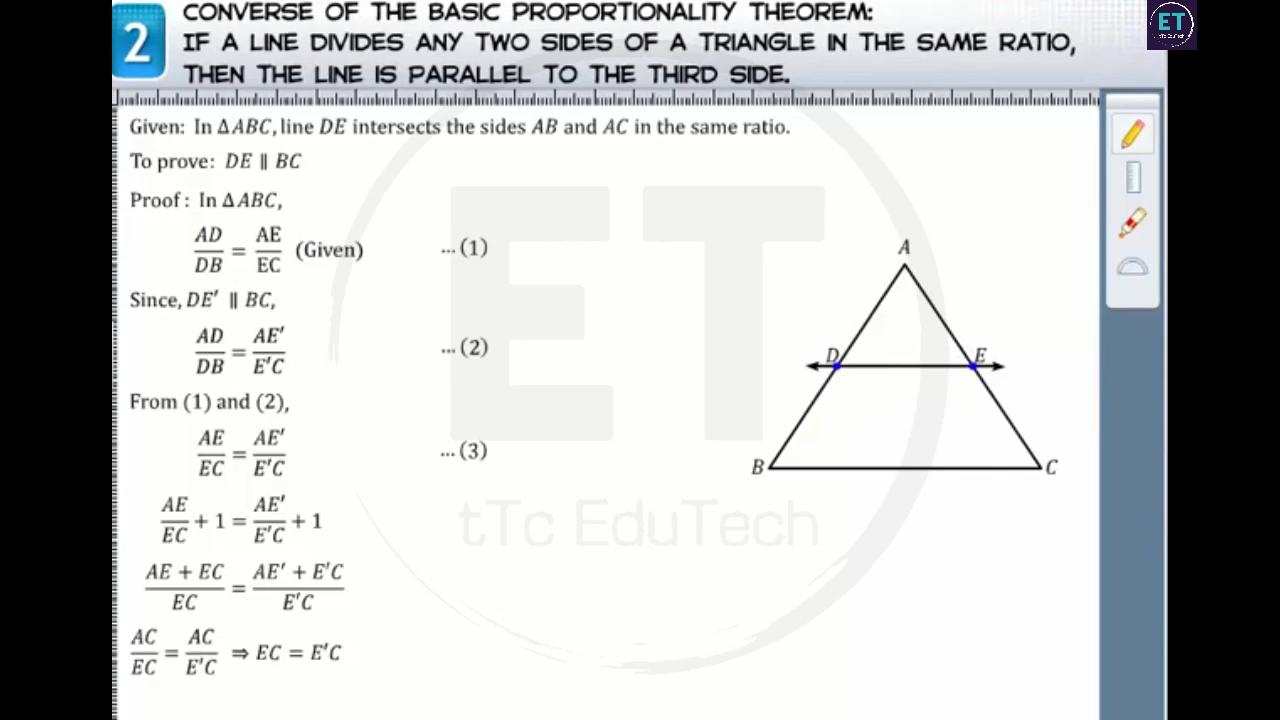 2
CONVERSE OF THE BASIC PROPORTIONALITY THEOREM:
IF A LINE DIVIDES ANY TWO SIDES OF A TRIANGLE IN THE SAME RATIO,
THEN THE LINE IS PARALLEL TO THE THIRD SIDE.
ET
Given: In ΔABC, line DE intersects the sides AB and AC in the same ratio.
To prove: DE ∥ BC
Proof : In ΔABC,
AD/DB = AE/EC (Given) ... (1)
Since, DE′ ∥ BC,
AD/DB = AE′/E′C ... (2)
From (1) and (2),
AE/EC = AE′/E′C ... (3)
AE/EC + 1 = AE′/E′C + 1
(AE + EC)/EC = (AE′ + E′C)/E′C
AC/EC = AC/E′C ⇒ EC = E′C
A
D
E
B
C
ET
tTc EduTech